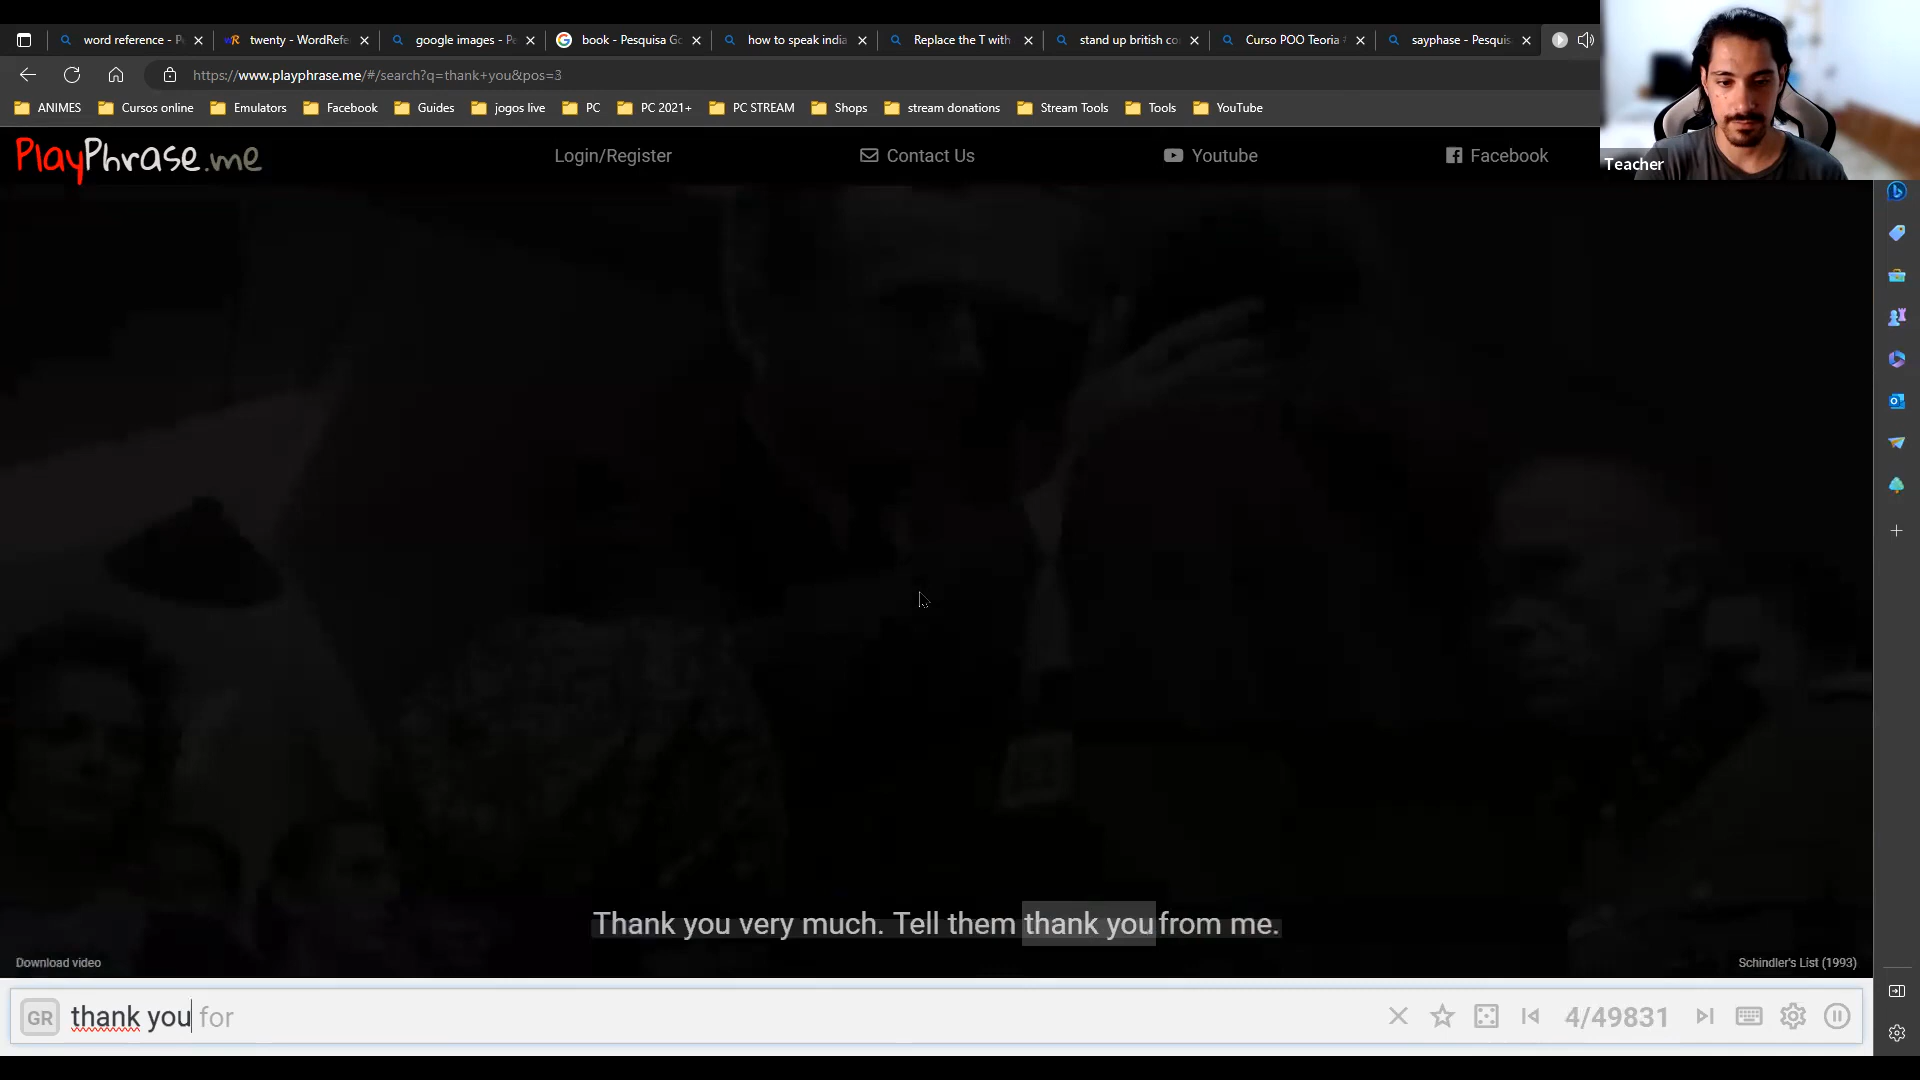 word reference - P
twenty - WordRefe
google images - Pe
book - Pesquisa Go
how to speak india
Replace the T with
stand up british co
Curso POO Teoria
sayphase - Pesquis
https://www.playphrase.me/#/search?q=thank+you&pos=3
ANIMES
Cursos online
Emulators
Facebook
Guides
jogos live
PC
PC 2021+
PC STREAM
Shops
stream donations
Stream Tools
Tools
YouTube
PlayPhrase.me
Login/Register
Contact Us
Youtube
Facebook
Teacher
Thank you very much. Tell them thank you from me.
Download video
Schindler's List (1993)
GR
thank you for
4/49831